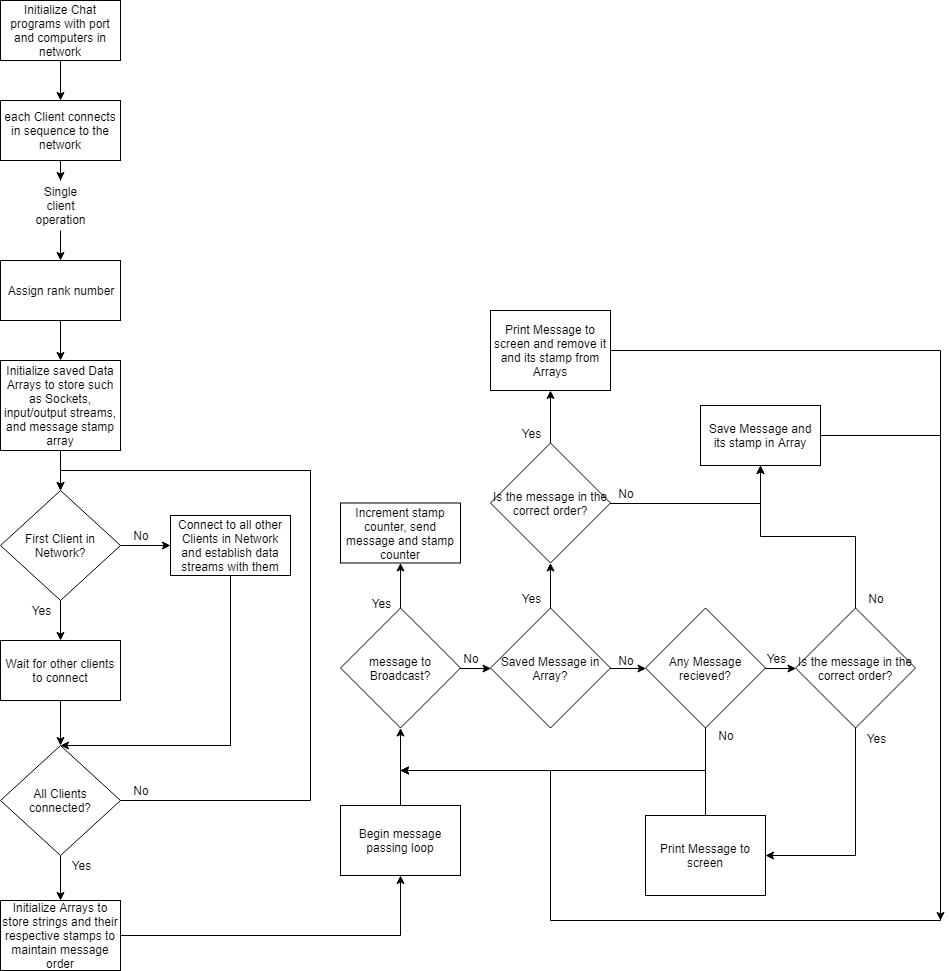 Initialize Chat
programs with port
and computers in
network
each Client connects
in sequence to the
network
Single
client
operation
Assign rank number
Initialize saved Data
Arrays to store such
as Sockets,
input/output streams,
and message stamp
array
First Client in
Network?
No
Connect to all other
Clients in Network
and establish data
streams with them
Yes
Wait for other clients
to connect
All Clients
connected?
No
Yes
Initialize Arrays to
store strings and their
respective stamps to
maintain message
order
Begin message
passing loop
message to
Broadcast?
Yes
Increment stamp
counter, send
message and stamp
counter
No
Saved Message in
Array?
Yes
Is the message in the
correct order?
Yes
Print Message to
screen and remove it
and its stamp from
Arrays
No
Save Message and
its stamp in Array
No
Any Message
recieved?
Yes
Is the message in the
correct order?
No
Yes
No
Print Message to
screen